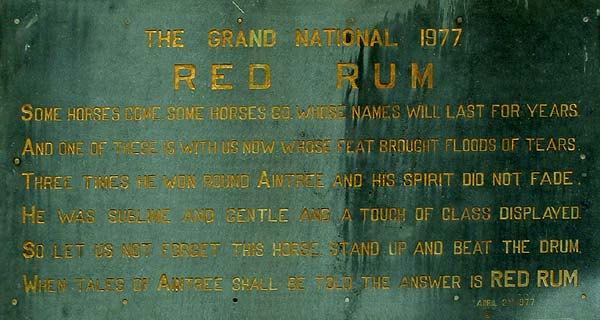 THE GRAND NATIONAL 1977
RED RUM
SOME HORSES COME SOME HORSES GO, WHOSE NAMES WILL LAST FOR YEARS.
AND ONE OF THESE IS WITH US NOW WHOSE FEAT BROUGHT FLOODS OF TEARS.
THREE TIMES HE WON ROUND AINTREE AND HIS SPIRIT DID NOT FADE.
HE WAS SUBLIME AND GENTLE AND A TOUCH OF CLASS DISPLAYED.
SO LET US NOT FORGET THIS HORSE, STAND UP AND BEAT THE DRUM,
WHEN TALES OF AINTREE SHALL BE TOLD, THE ANSWER IS RED RUM.
APRIL 2ND 1977